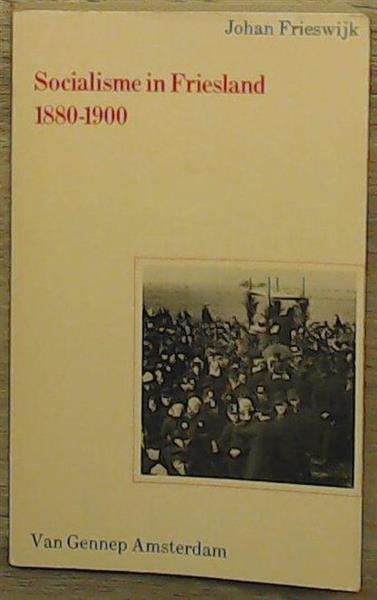 Johan Frieswijk
Socialisme in Friesland
1880-1900
Van Gennep Amsterdam